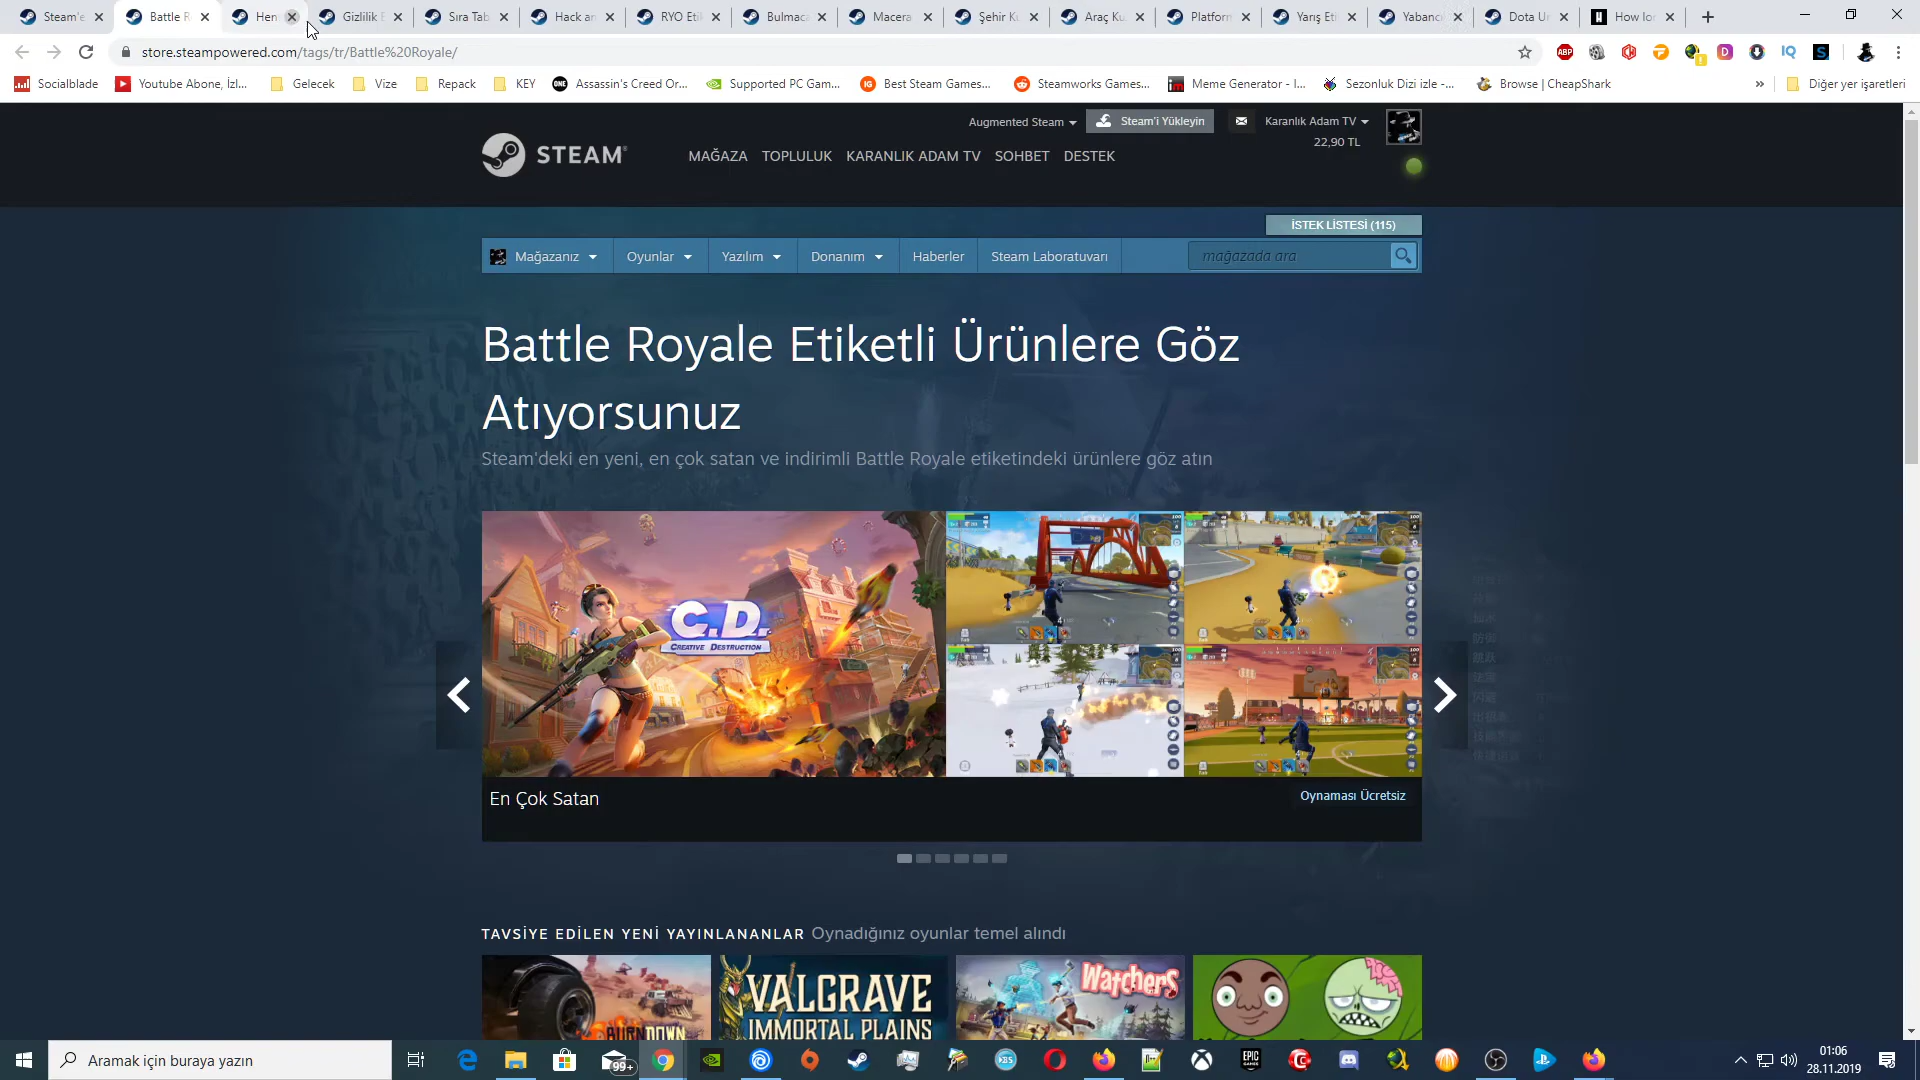 Steam'e
Battle R
Hen
Gizlilik E
Sıra Tab
Hack an
RYO Etik
Bulmaca
Macera
Şehir Ku
Araç Ku
Platform
Yarış Eti
Yabancı
Dota Un
How lo
store.steampowered.com/tags/tr/Battle%20Royale/
Socialblade
Youtube Abone, İzl...
Gelecek
Vize
Repack
KEY
Assassin's Creed Or...
Supported PC Gam...
Best Steam Games...
Steamworks Games...
Meme Generator - I...
Sezonluk Dizi izle -...
Browse | CheapShark
»
Diğer yer işaretleri
Augmented Steam
Steam'i Yükleyin
Karanlık Adam TV
22,90 TL
STEAM
MAĞAZA
TOPLULUK
KARANLIK ADAM TV
SOHBET
DESTEK
İSTEK LİSTESİ (115)
Mağazanız
Oyunlar
Yazılım
Donanım
Haberler
Steam Laboratuvarı
mağazada ara
Battle Royale Etiketli Ürünlere Göz
Atıyorsunuz
Steam'deki en yeni, en çok satan ve indirimli Battle Royale etiketindeki ürünlere göz atın
C.D.
CREATIVE DESTRUCTION
En Çok Satan
Oynaması Ücretsiz
TAVSİYE EDİLEN YENİ YAYINLANANLAR Oynadığınız oyunlar temel alındı
BURNDOWN
VALGRAVE
IMMORTAL PLAINS
Watchers
Aramak için buraya yazın
99+
01:06
28.11.2019